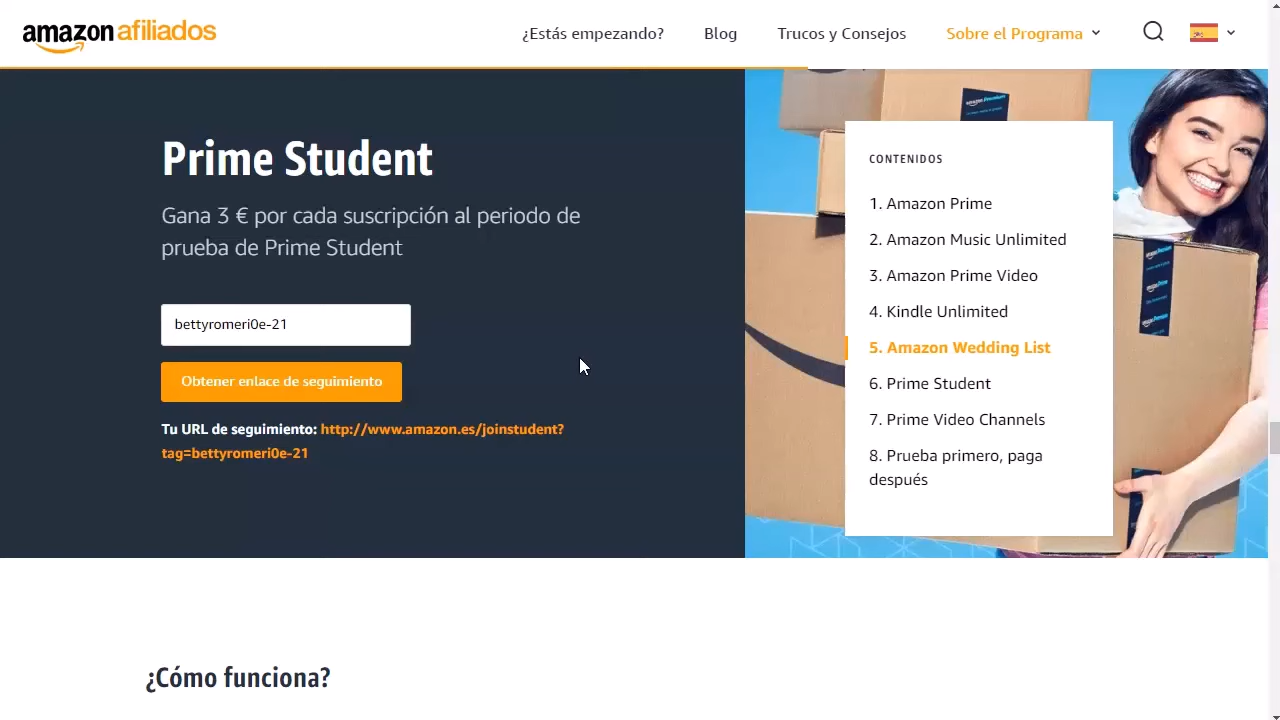 amazon afiliados
¿Estás empezando?
Blog
Trucos y Consejos
Sobre el Programa
Prime Student
Gana 3 € por cada suscripción al periodo de
prueba de Prime Student
bettyromeri0e-21
Obtener enlace de seguimiento
Tu URL de seguimiento: http://www.amazon.es/joinstudent?
tag=bettyromeri0e-21
CONTENIDOS
1. Amazon Prime
2. Amazon Music Unlimited
3. Amazon Prime Video
4. Kindle Unlimited
5. Amazon Wedding List
6. Prime Student
7. Prime Video Channels
8. Prueba primero, paga
después
¿Cómo funciona?